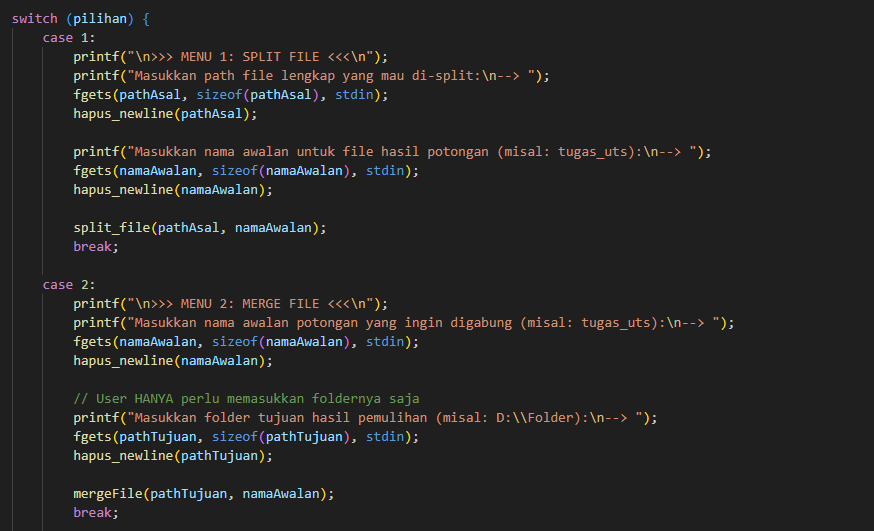 switch (pilihan) {
    case 1:
        printf("\n>>> MENU 1: SPLIT FILE <<<\n");
        printf("Masukkan path file lengkap yang mau di-split:\n--> ");
        fgets(pathAsal, sizeof(pathAsal), stdin);
        hapus_newline(pathAsal);

        printf("Masukkan nama awalan untuk file hasil potongan (misal: tugas_uts):\n--> ");
        fgets(namaAwalan, sizeof(namaAwalan), stdin);
        hapus_newline(namaAwalan);

        split_file(pathAsal, namaAwalan);
        break;

    case 2:
        printf("\n>>> MENU 2: MERGE FILE <<<\n");
        printf("Masukkan nama awalan potongan yang ingin digabung (misal: tugas_uts):\n--> ");
        fgets(namaAwalan, sizeof(namaAwalan), stdin);
        hapus_newline(namaAwalan);

        // User HANYA perlu memasukkan foldernya saja
        printf("Masukkan folder tujuan hasil pemulihan (misal: D:\\Folder):\n--> ");
        fgets(pathTujuan, sizeof(pathTujuan), stdin);
        hapus_newline(pathTujuan);

        mergeFile(pathTujuan, namaAwalan);
        break;